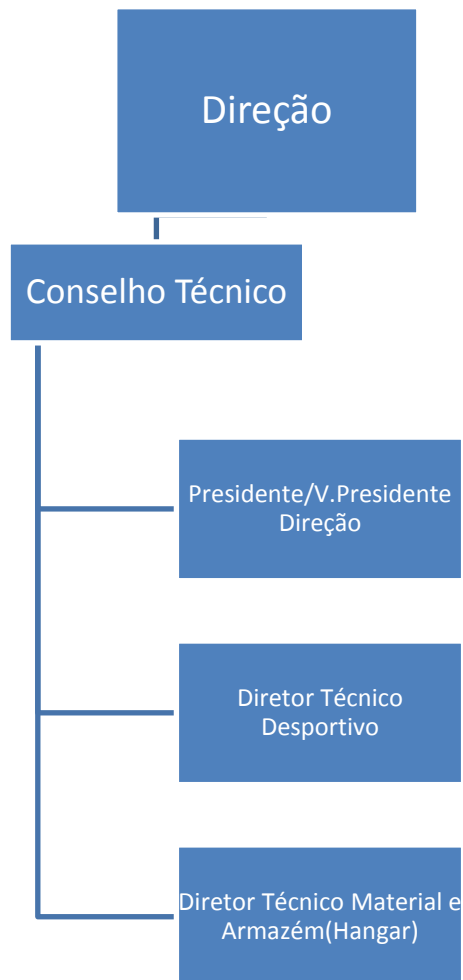 Direção
Conselho Técnico
Presidente/V.Presidente
Direção
Diretor Técnico
Desportivo
Diretor Técnico Material e
Armazém(Hangar)